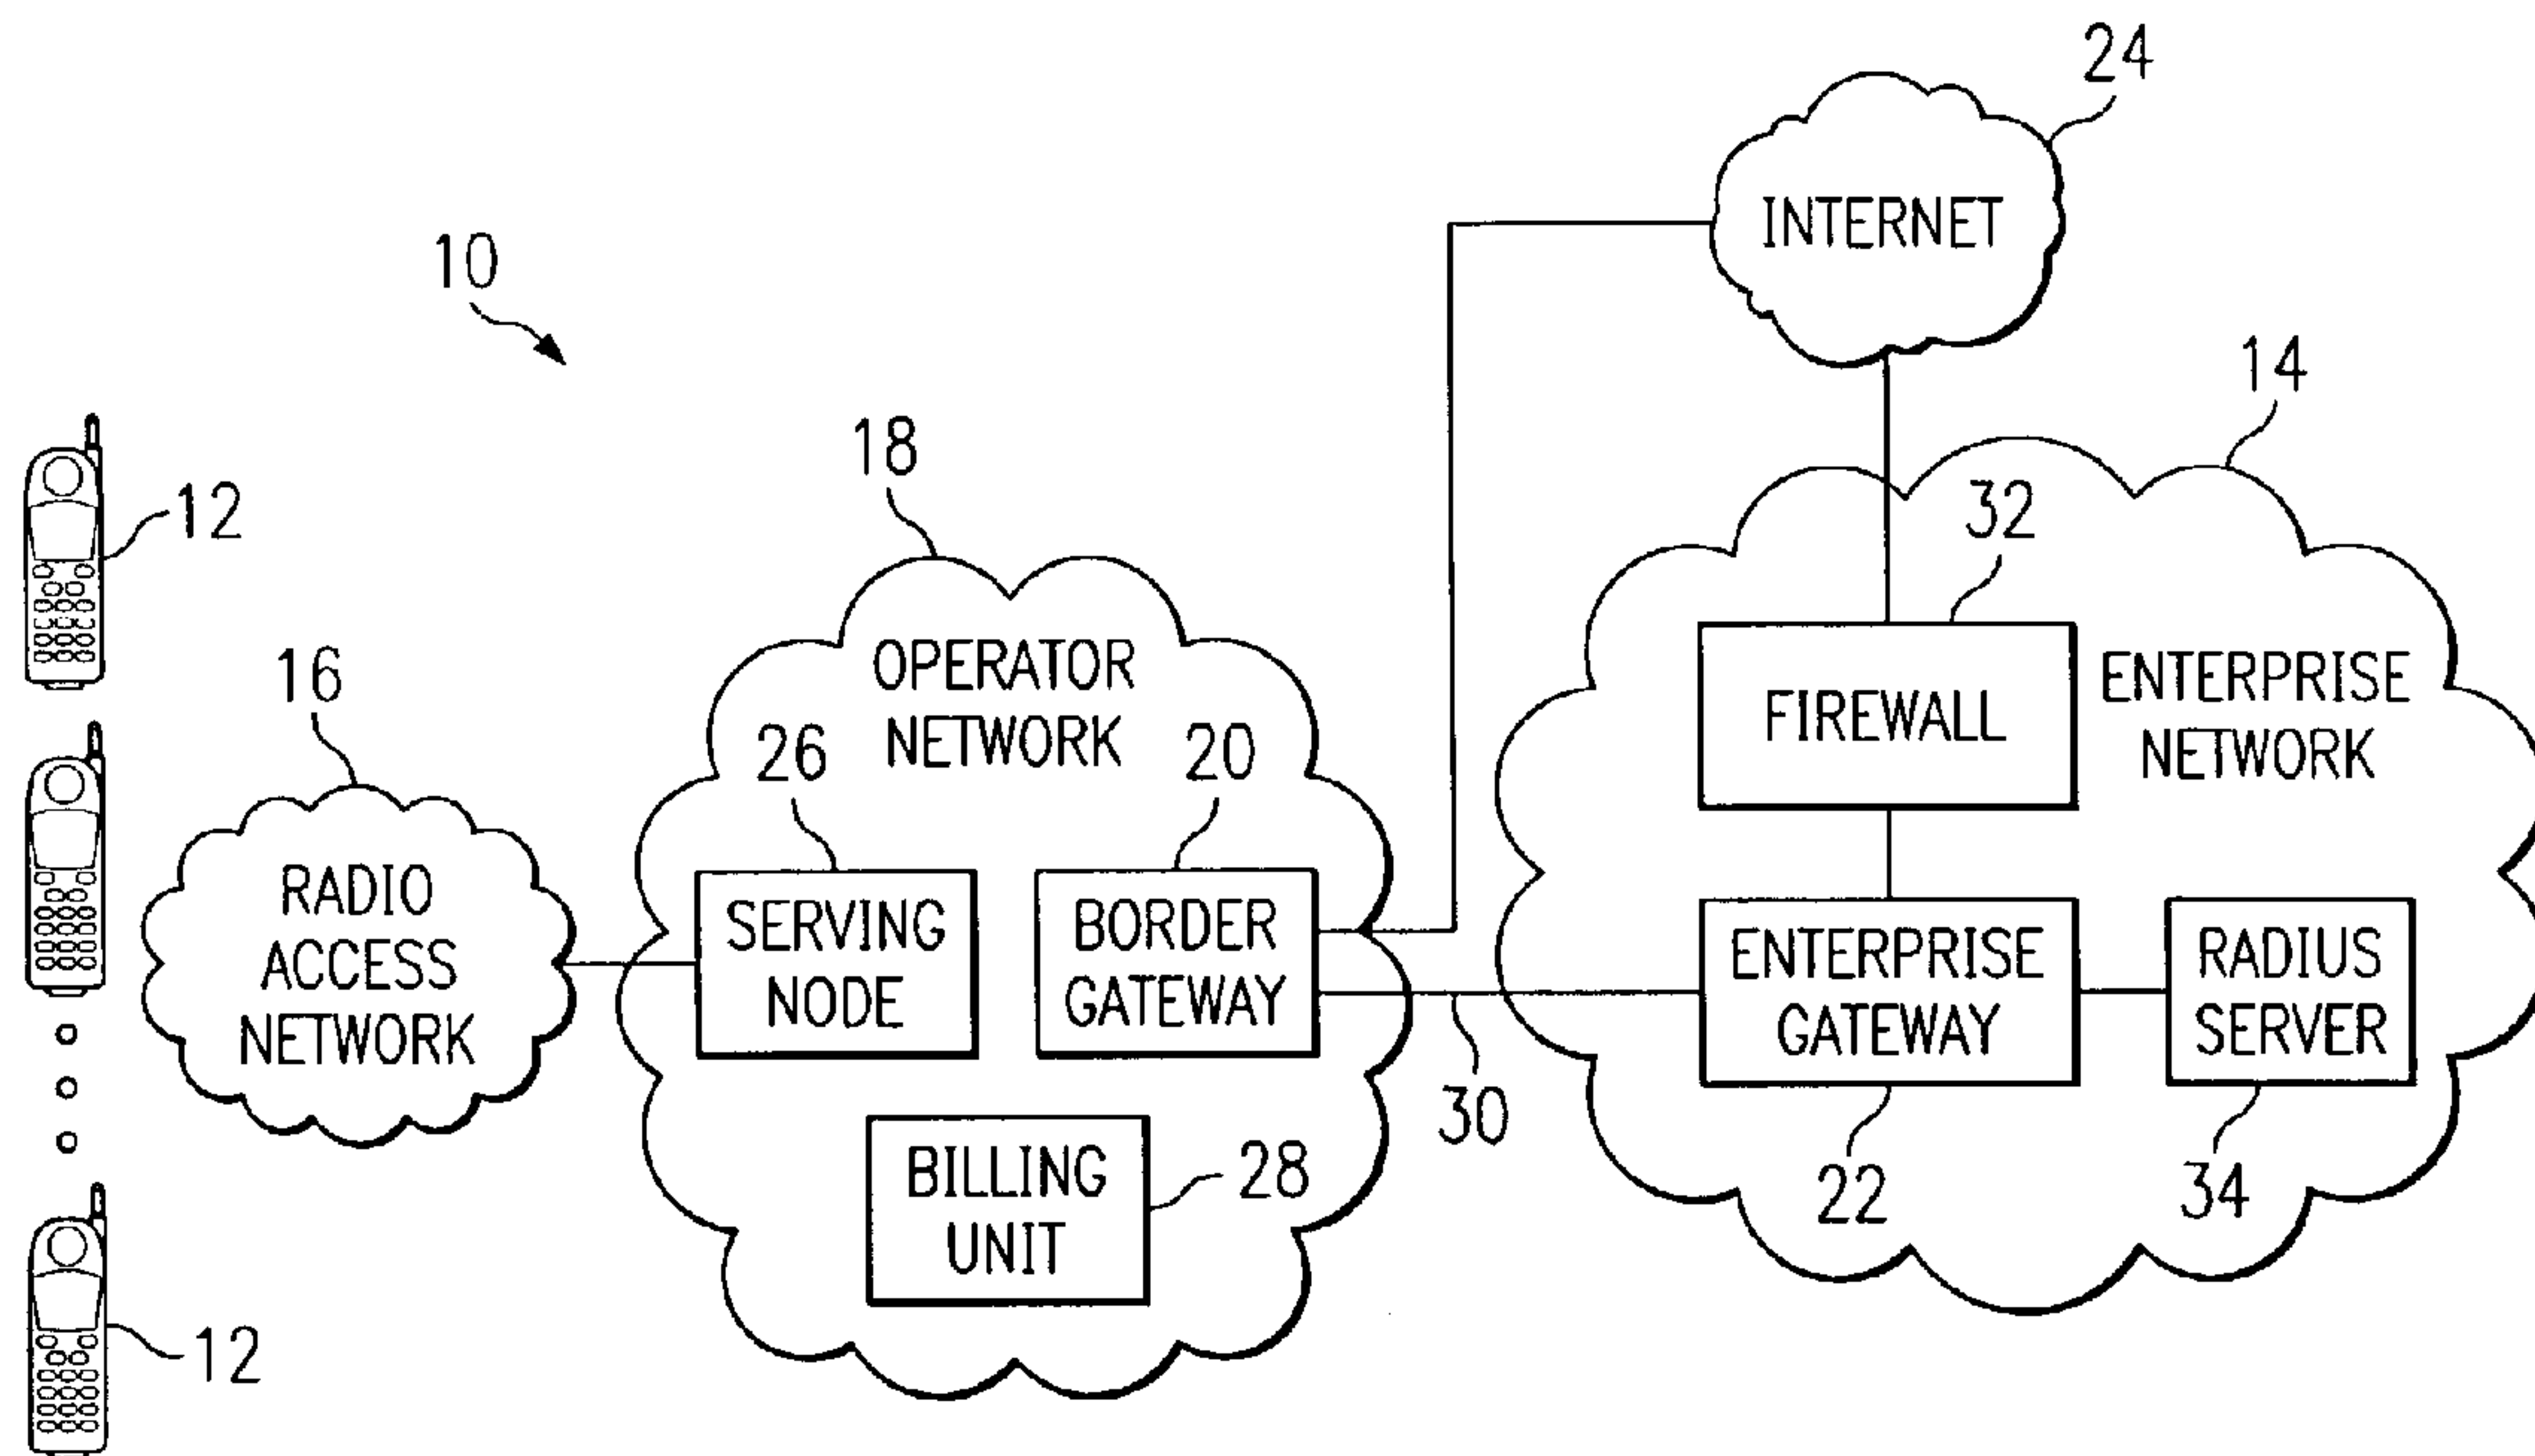 24
INTERNET
10
14
18
32
12
OPERATOR
NETWORK
ENTERPRISE
NETWORK
FIREWALL
16
26
20
RADIO
ACCESS
NETWORK
SERVING
NODE
BORDER
GATEWAY
ENTERPRISE
GATEWAY
RADIUS
SERVER
30
BILLING
UNIT
28
22
34
12